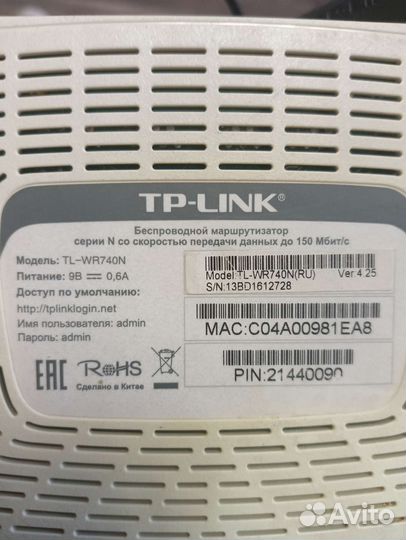 TP-LINK®
Беспроводной маршрутизатор
серии N со скоростью передачи данных до 150 Мбит/с
Модель: TL-WR740N
Питание: 9В ⎓ 0,6А
Доступ по умолчанию:
http://tplinklogin.net
Имя пользователя: admin
Пароль: admin
Model:TL-WR740N(RU) Ver:4.25
S/N:13BD1612728
MAC:C04A00981EA8
PIN:21440090
EAC RoHS
Сделано в Китае
Avito